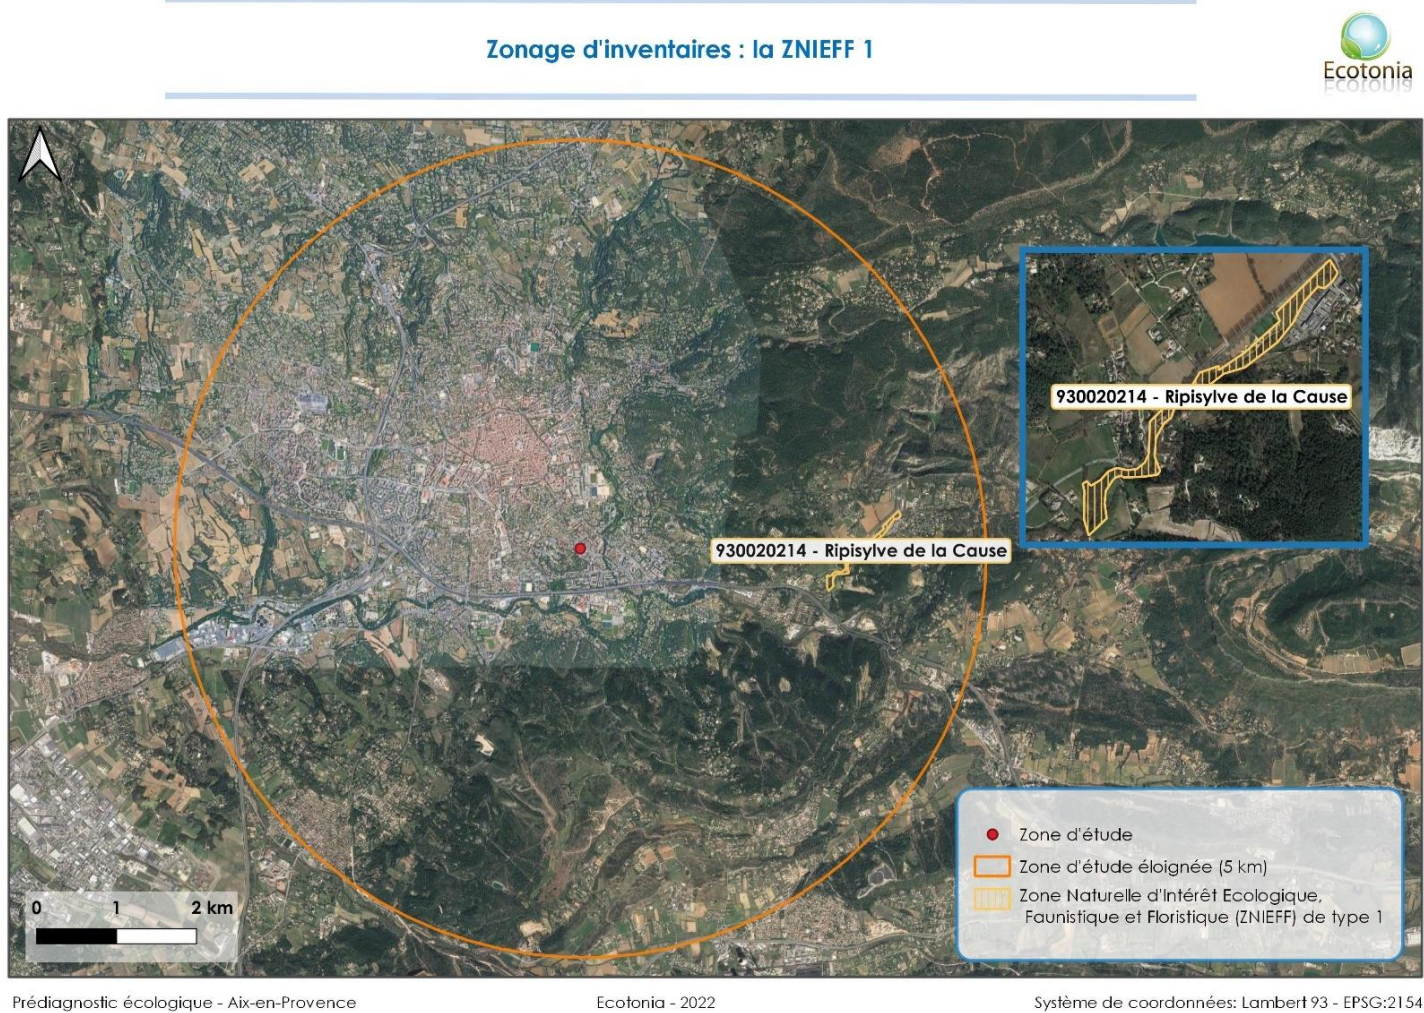 Zonage d'inventaires : la ZNIEFF 1
Ecotonia
930020214 - Ripisylve de la Cause
930020214 - Ripisylve de la Cause
Zone d'étude
Zone d'étude éloignée (5 km)
Zone Naturelle d'Intérêt Ecologique,
Faunistique et Floristique (ZNIEFF) de type 1
0 1 2 km
Prédiagnostic écologique - Aix-en-Provence
Ecotonia - 2022
Système de coordonnées: Lambert 93 - EPSG:2154